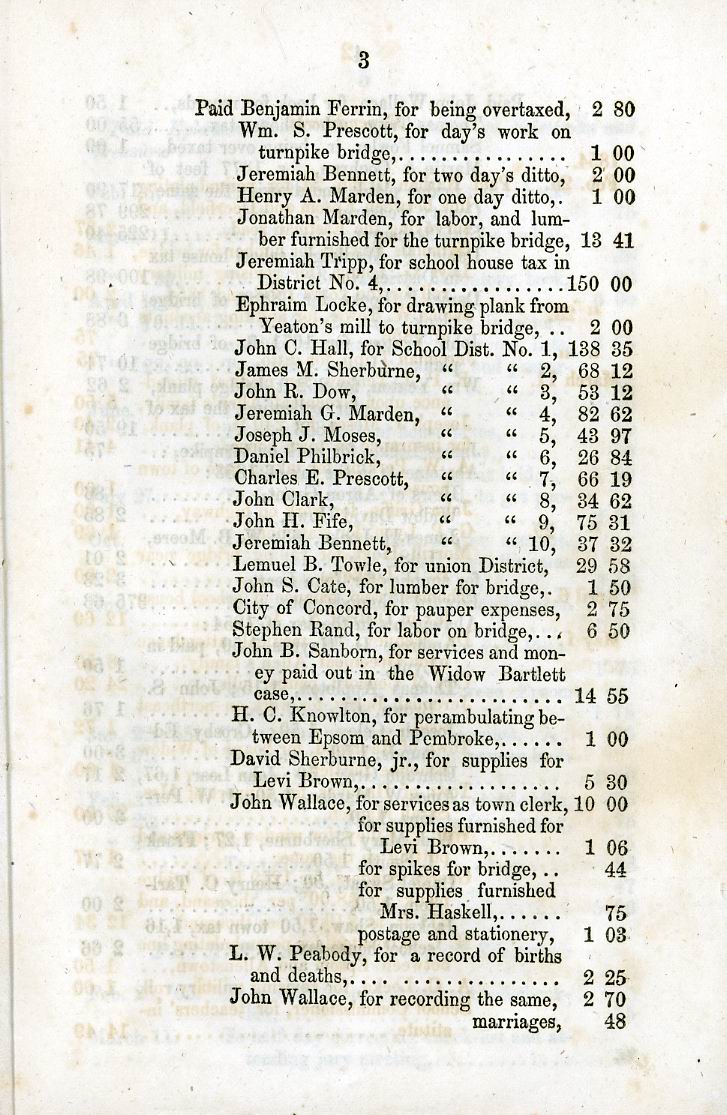 3
Paid Benjamin Ferrin, for being overtaxed, 2 80
Wm. S. Prescott, for day's work on
turnpike bridge,................ 1 00
Jeremiah Bennett, for two day's ditto, 2 00
Henry A. Marden, for one day ditto,. 1 00
Jonathan Marden, for labor, and lum-
ber furnished for the turnpike bridge, 13 41
Jeremiah Tripp, for school house tax in
District No. 4,..................150 00
Ephraim Locke, for drawing plank from
Yeaton's mill to turnpike bridge, .. 2 00
John C. Hall, for School Dist. No. 1, 138 35
James M. Sherburne, “ “ 2, 68 12
John R. Dow, “ “ 3, 53 12
Jeremiah G. Marden, “ “ 4, 82 62
Joseph J. Moses, “ “ 5, 43 97
Daniel Philbrick, “ “ 6, 26 84
Charles E. Prescott, “ “ 7, 66 19
John Clark, “ “ 8, 34 62
John H. Fife, “ “ 9, 75 31
Jeremiah Bennett, “ “ 10, 37 32
Lemuel B. Towle, for union District, 29 58
John S. Cate, for lumber for bridge,. 1 50
City of Concord, for pauper expenses, 2 75
Stephen Rand, for labor on bridge,... 6 50
John B. Sanborn, for services and mon-
ey paid out in the Widow Bartlett
case,.......................... 14 55
H. C. Knowlton, for perambulating be-
tween Epsom and Pembroke,...... 1 00
David Sherburne, jr., for supplies for
Levi Brown,................... 5 30
John Wallace, for services as town clerk, 10 00
for supplies furnished for
Levi Brown,....... 1 06
for spikes for bridge, .. 44
for supplies furnished
Mrs. Haskell,...... 75
postage and stationery, 1 03
L. W. Peabody, for a record of births
and deaths,.................... 2 25
John Wallace, for recording the same, 2 70
marriages, 48